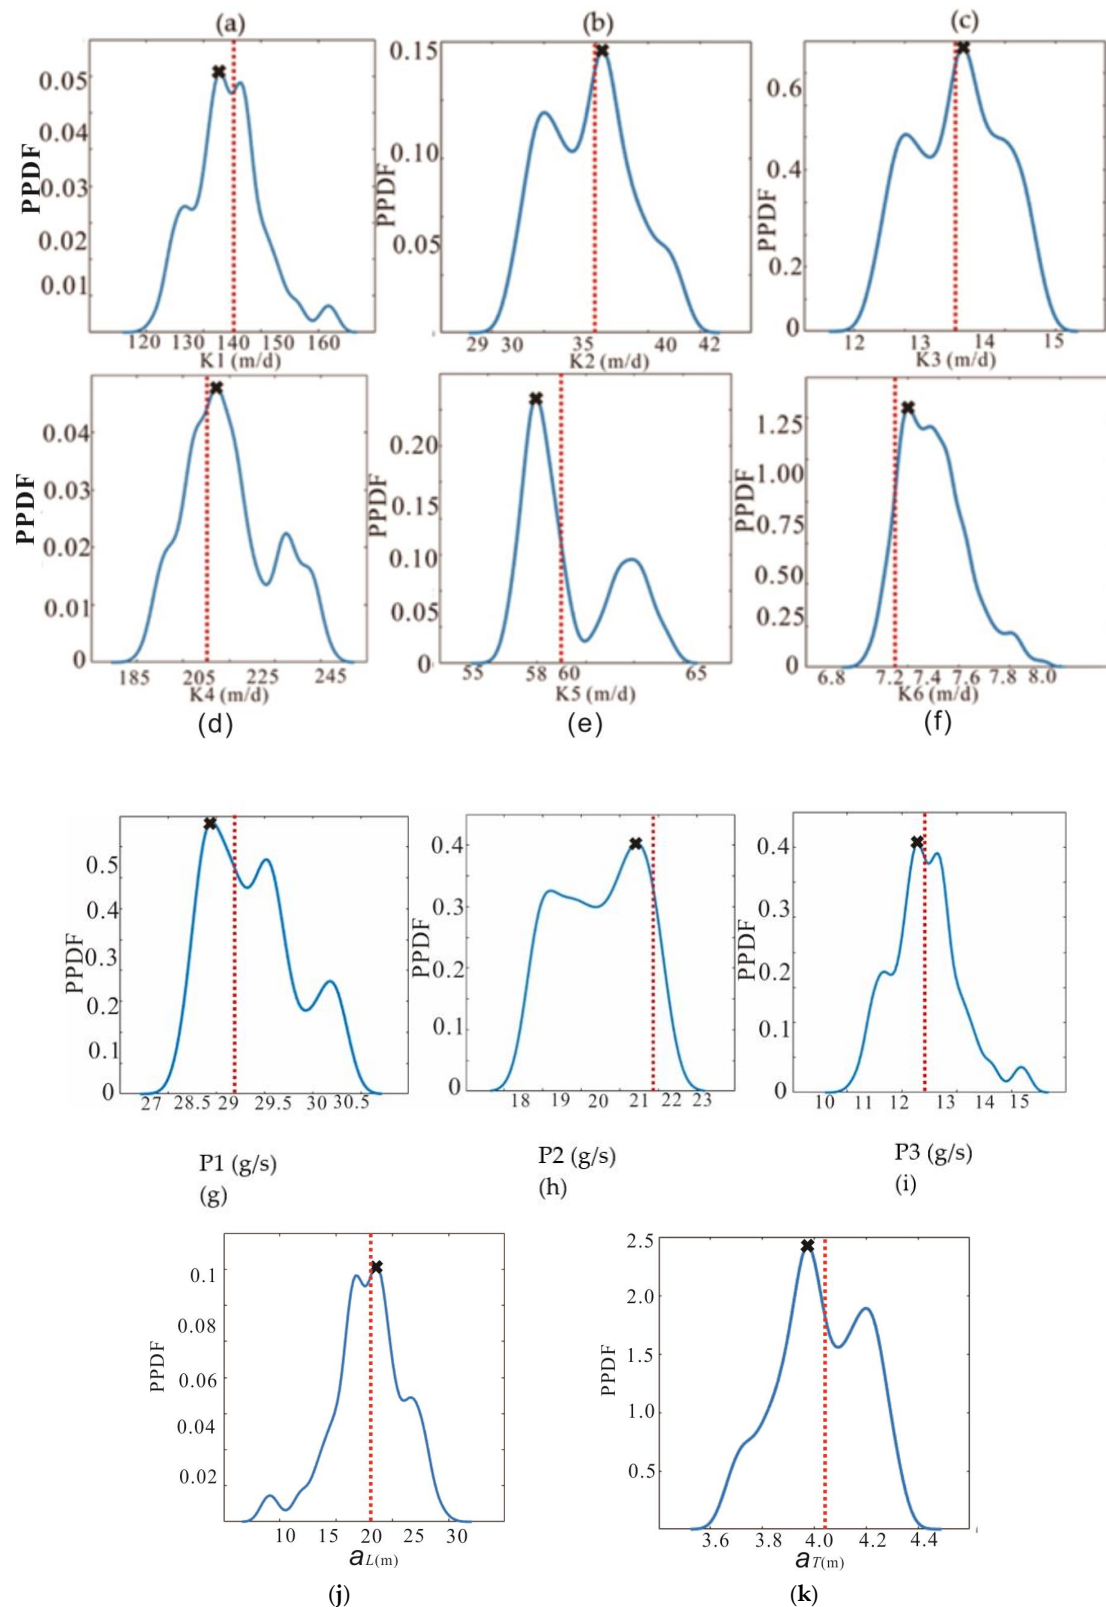 (a)
(b)
(c)
0.05
0.04
0.03
0.02
0.01
PPDF
120 130 140 150 160
K1 (m/d)
0.15
0.10
0.05
0
PPDF
29 30 35 40 42
K2 (m/d)
0.6
0.4
0.2
0
PPDF
12 13 14 15
K3 (m/d)
0.04
0.03
0.02
0.01
0
PPDF
185 205 225 245
K4 (m/d)
(d)
0.20
0.15
0.10
0.05
0
PPDF
55 58 60 65
K5 (m/d)
(e)
1.25
1.00
0.75
0.50
0.25
0
PPDF
6.8 7.2 7.4 7.6 7.8 8.0
K6 (m/d)
(f)
0.5
0.4
0.3
0.2
0.1
0
PPDF
27 28.5 29 29.5 30 30.5
P1 (g/s)
(g)
0.4
0.3
0.2
0.1
0
PPDF
18 19 20 21 22 23
P2 (g/s)
(h)
0.4
0.3
0.2
0.1
0
PPDF
10 11 12 13 14 15
P3 (g/s)
(i)
0.1
0.08
0.06
0.04
0.02
PPDF
10 15 20 25 30
aL(m)
(j)
2.5
2.0
1.5
1.0
0.5
PPDF
3.6 3.8 4.0 4.2 4.4
aT(m)
(k)